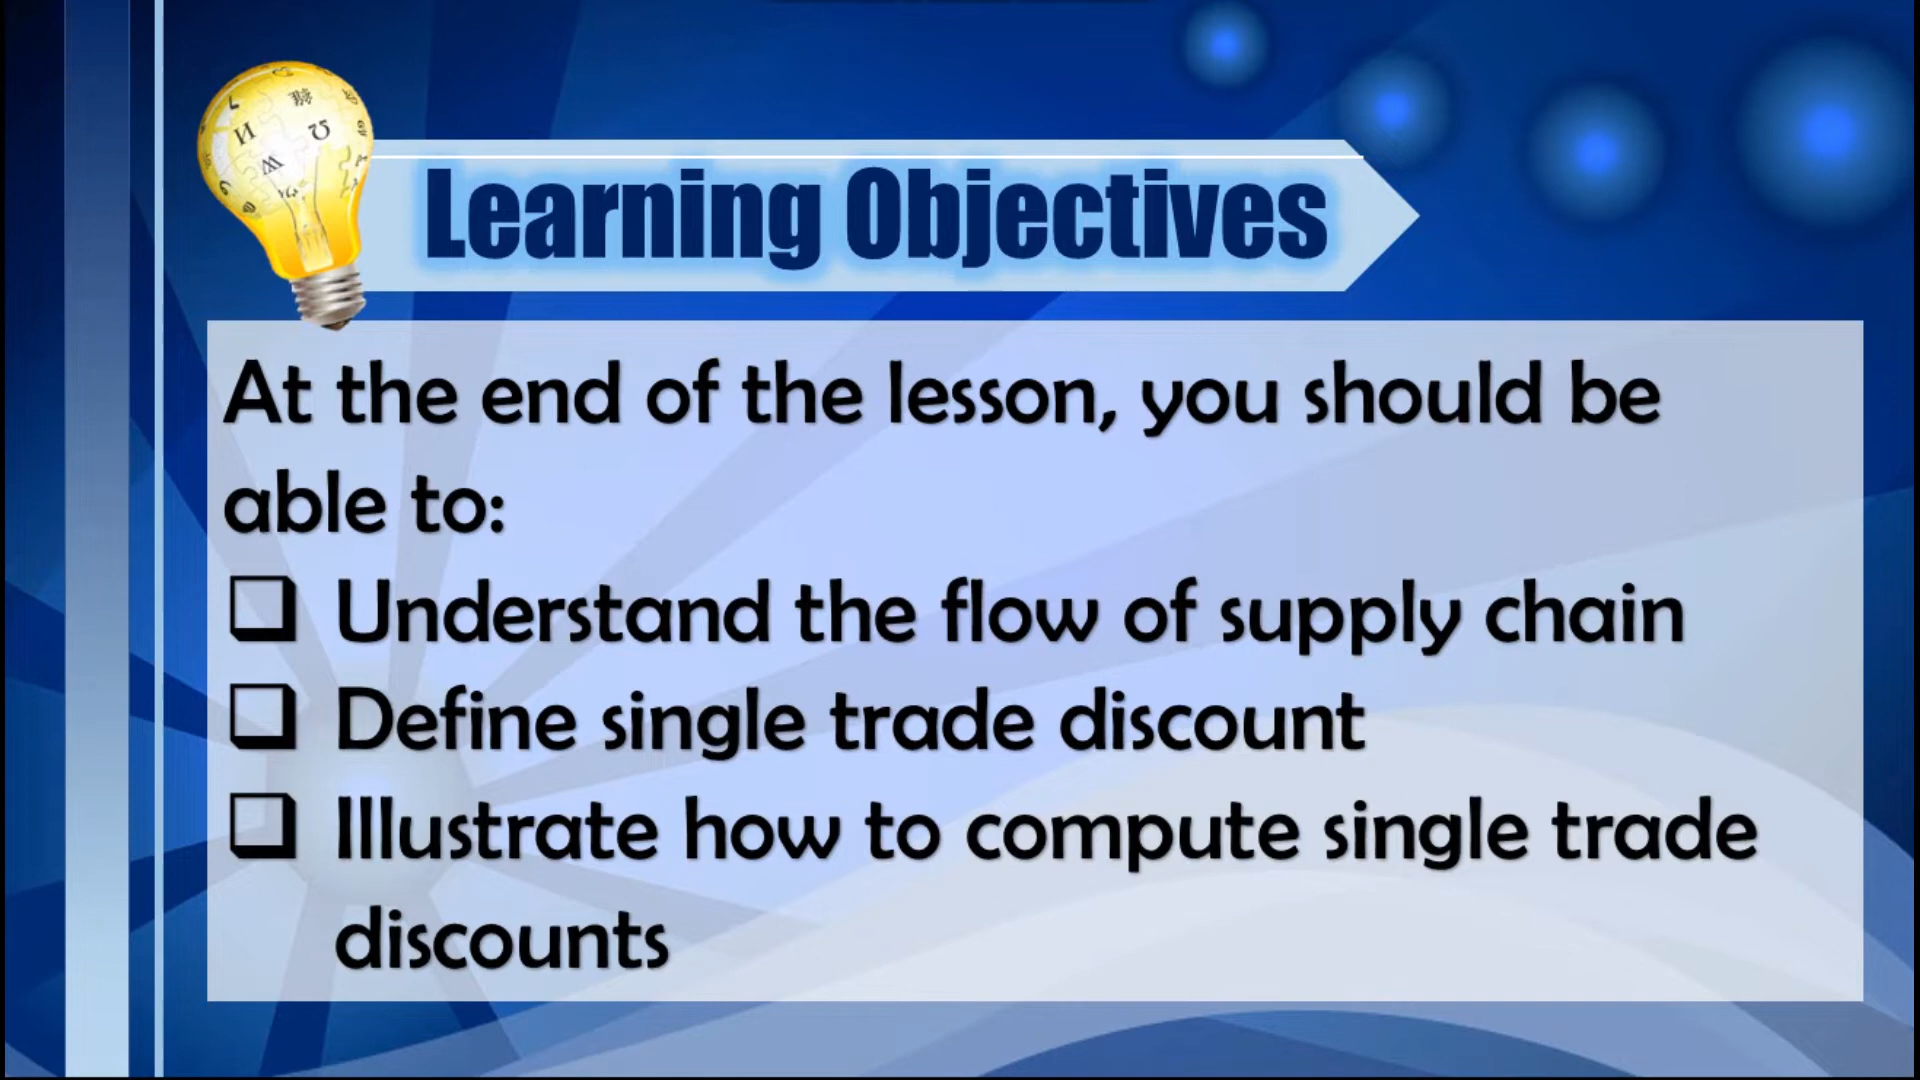 Learning Objectives
At the end of the lesson, you should be
able to:
❑ Understand the flow of supply chain
❑ Define single trade discount
❑ Illustrate how to compute single trade
discounts